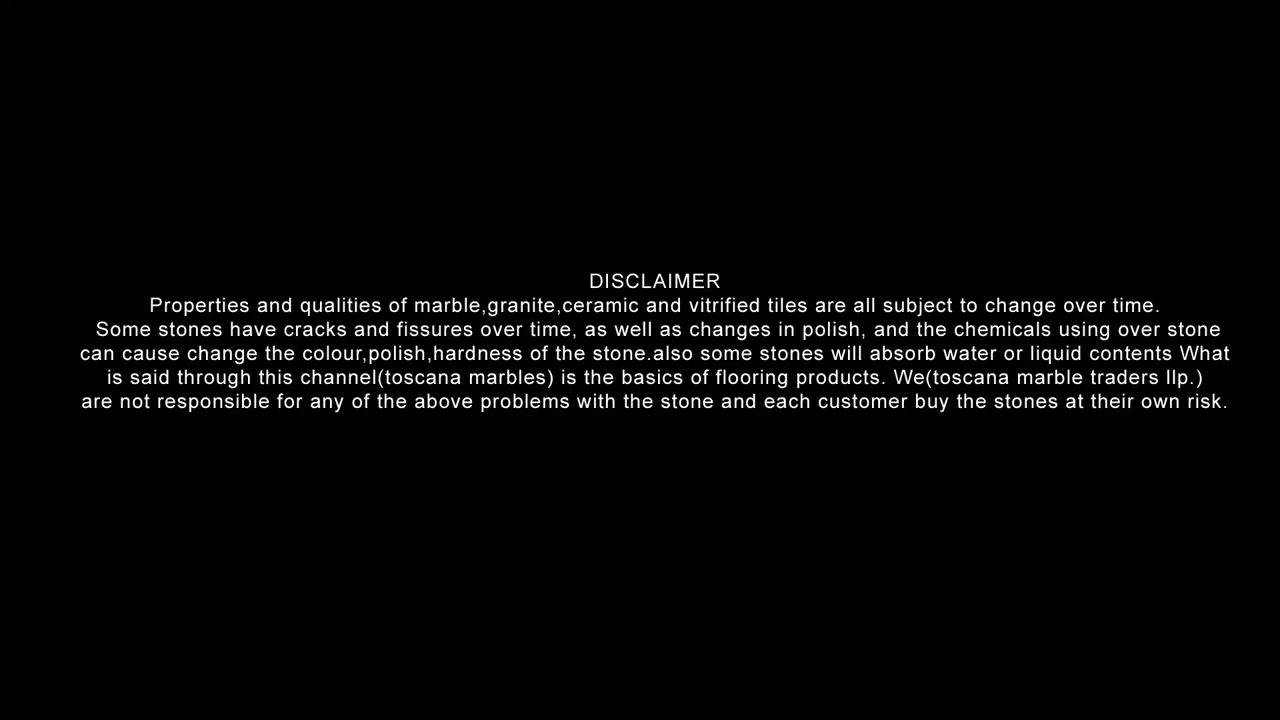 DISCLAIMER
Properties and qualities of marble,granite,ceramic and vitrified tiles are all subject to change over time.
Some stones have cracks and fissures over time, as well as changes in polish, and the chemicals using over stone
can cause change the colour,polish,hardness of the stone.also some stones will absorb water or liquid contents What
is said through this channel(toscana marbles) is the basics of flooring products. We(toscana marble traders llp.)
are not responsible for any of the above problems with the stone and each customer buy the stones at their own risk.